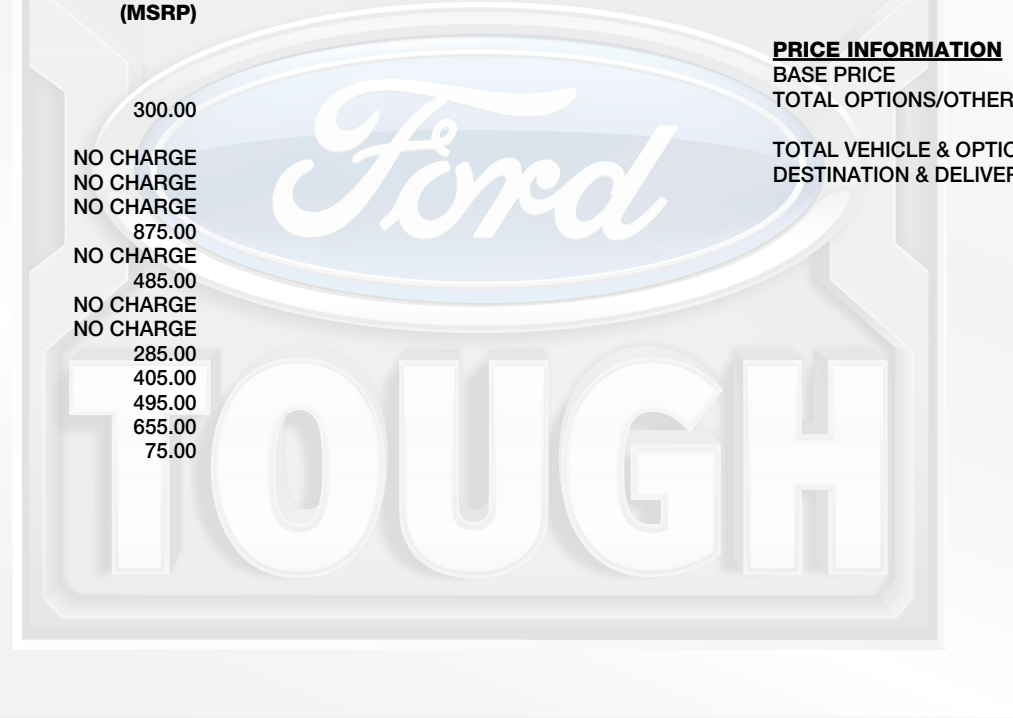 (MSRP)
300.00
NO CHARGE
NO CHARGE
NO CHARGE
875.00
NO CHARGE
485.00
NO CHARGE
NO CHARGE
285.00
405.00
495.00
655.00
75.00
PRICE INFORMATION
BASE PRICE
TOTAL OPTIONS/OTHER
TOTAL VEHICLE & OPTIO
DESTINATION & DELIVER
Ford
TOUGH